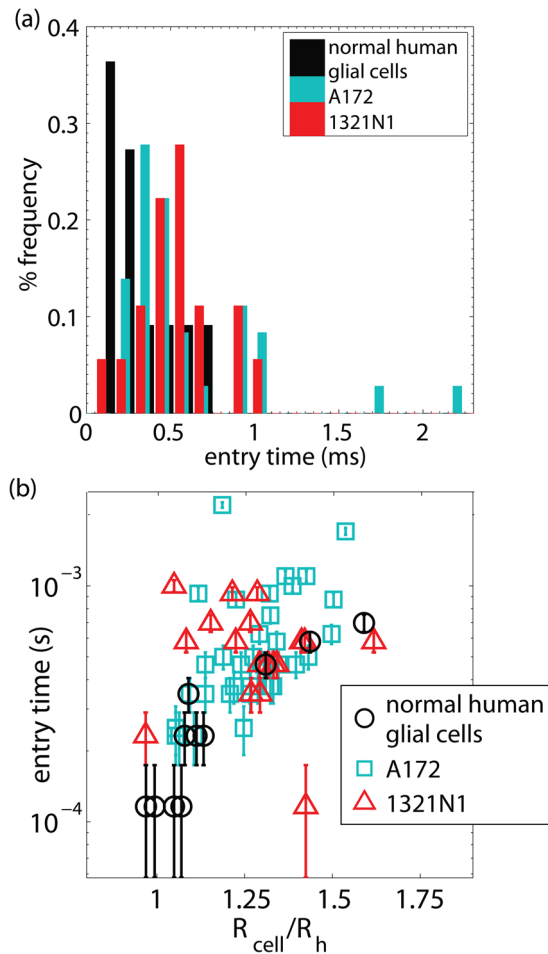 (a)
0.4
0.3
0.2
0.1
0
% frequency
normal human
glial cells
A172
1321N1
0 0.5 1 1.5 2
entry time (ms)
(b)
10⁻³
10⁻⁴
entry time (s)
normal human
glial cells
A172
1321N1
1 1.25 1.5 1.75
R_cell/R_h